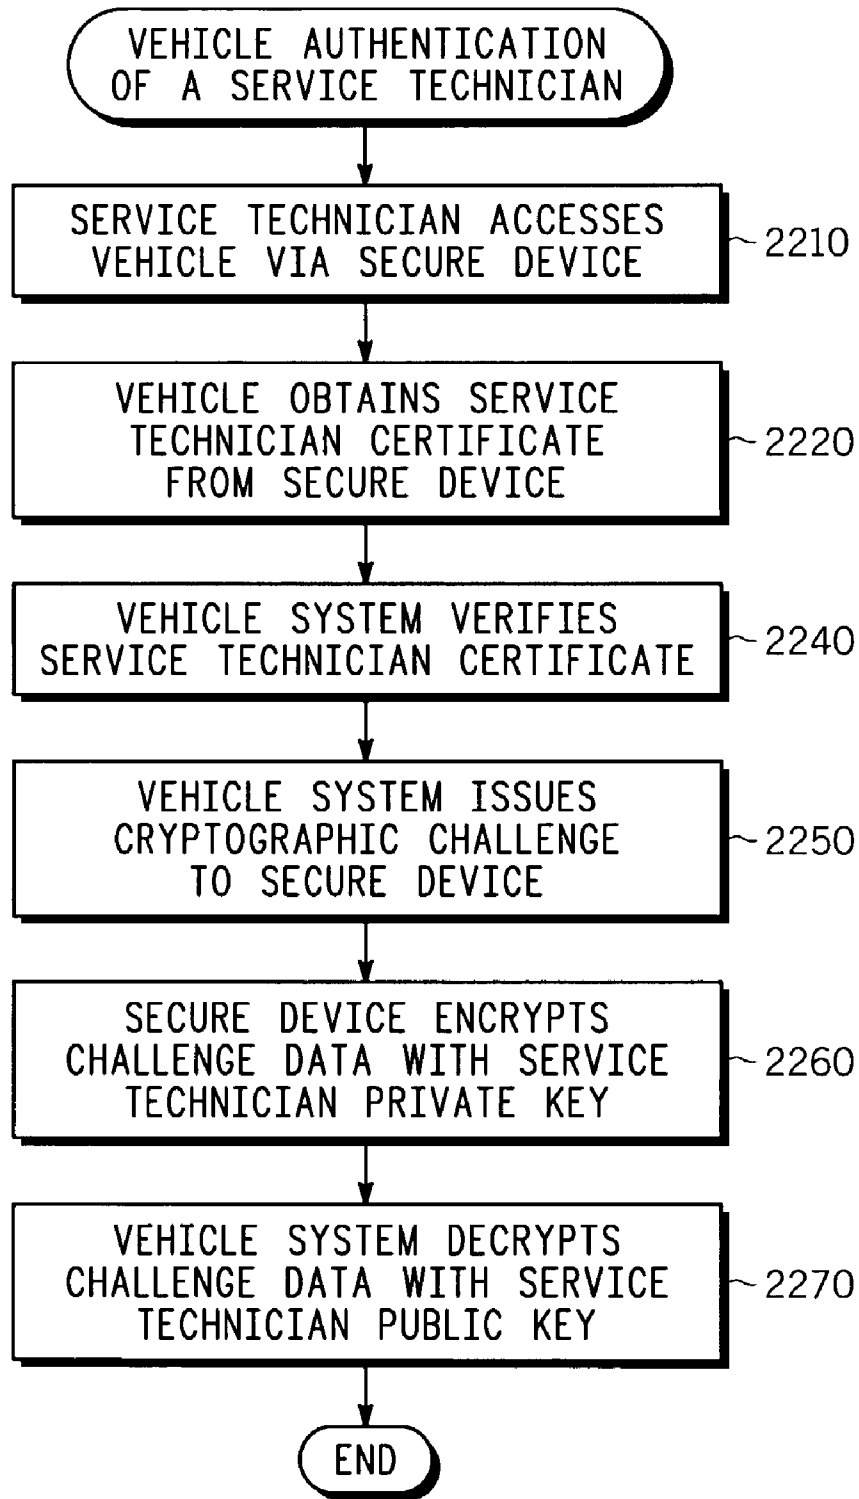 VEHICLE AUTHENTICATION
OF A SERVICE TECHNICIAN
SERVICE TECHNICIAN ACCESSES
VEHICLE VIA SECURE DEVICE
2210
VEHICLE OBTAINS SERVICE
TECHNICIAN CERTIFICATE
FROM SECURE DEVICE
2220
VEHICLE SYSTEM VERIFIES
SERVICE TECHNICIAN CERTIFICATE
2240
VEHICLE SYSTEM ISSUES
CRYPTOGRAPHIC CHALLENGE
TO SECURE DEVICE
2250
SECURE DEVICE ENCRYPTS
CHALLENGE DATA WITH SERVICE
TECHNICIAN PRIVATE KEY
2260
VEHICLE SYSTEM DECRYPTS
CHALLENGE DATA WITH SERVICE
TECHNICIAN PUBLIC KEY
2270
END